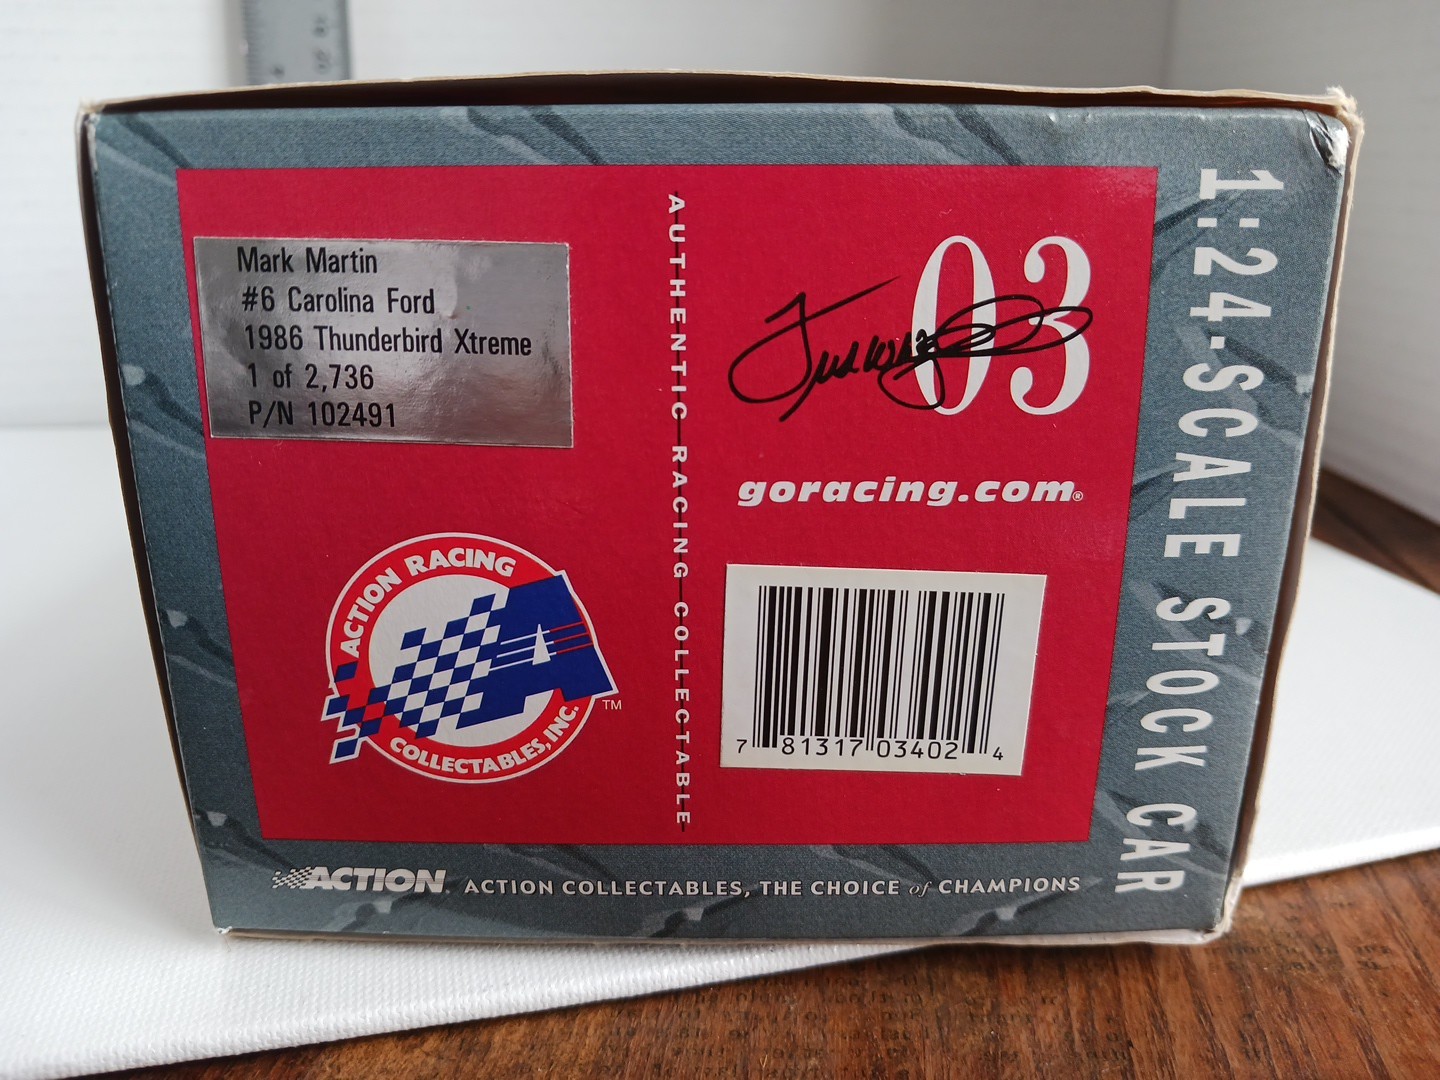 Mark Martin
#6 Carolina Ford
1986 Thunderbird Xtreme
1 of 2,736
P/N 102491
ACTION RACING
COLLECTABLES, INC.
TM
AUTHENTIC RACING COLLECTABLE
03
goracing.com®
7 81317 03402 4
1:24-SCALE STOCK CAR
ACTION
ACTION COLLECTABLES, THE CHOICE of CHAMPIONS